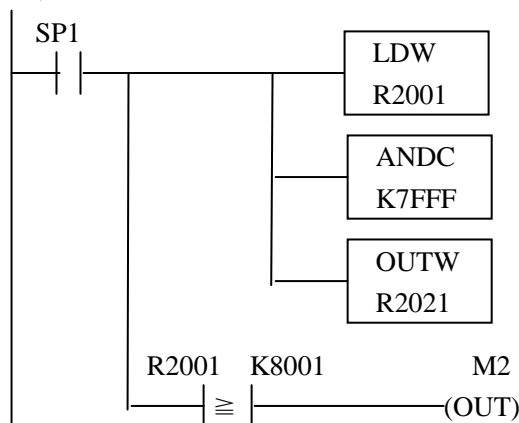 SP1
LDW
R2001
ANDC
K7FFF
OUTW
R2021
R2001 K8001 M2
≧ (OUT)